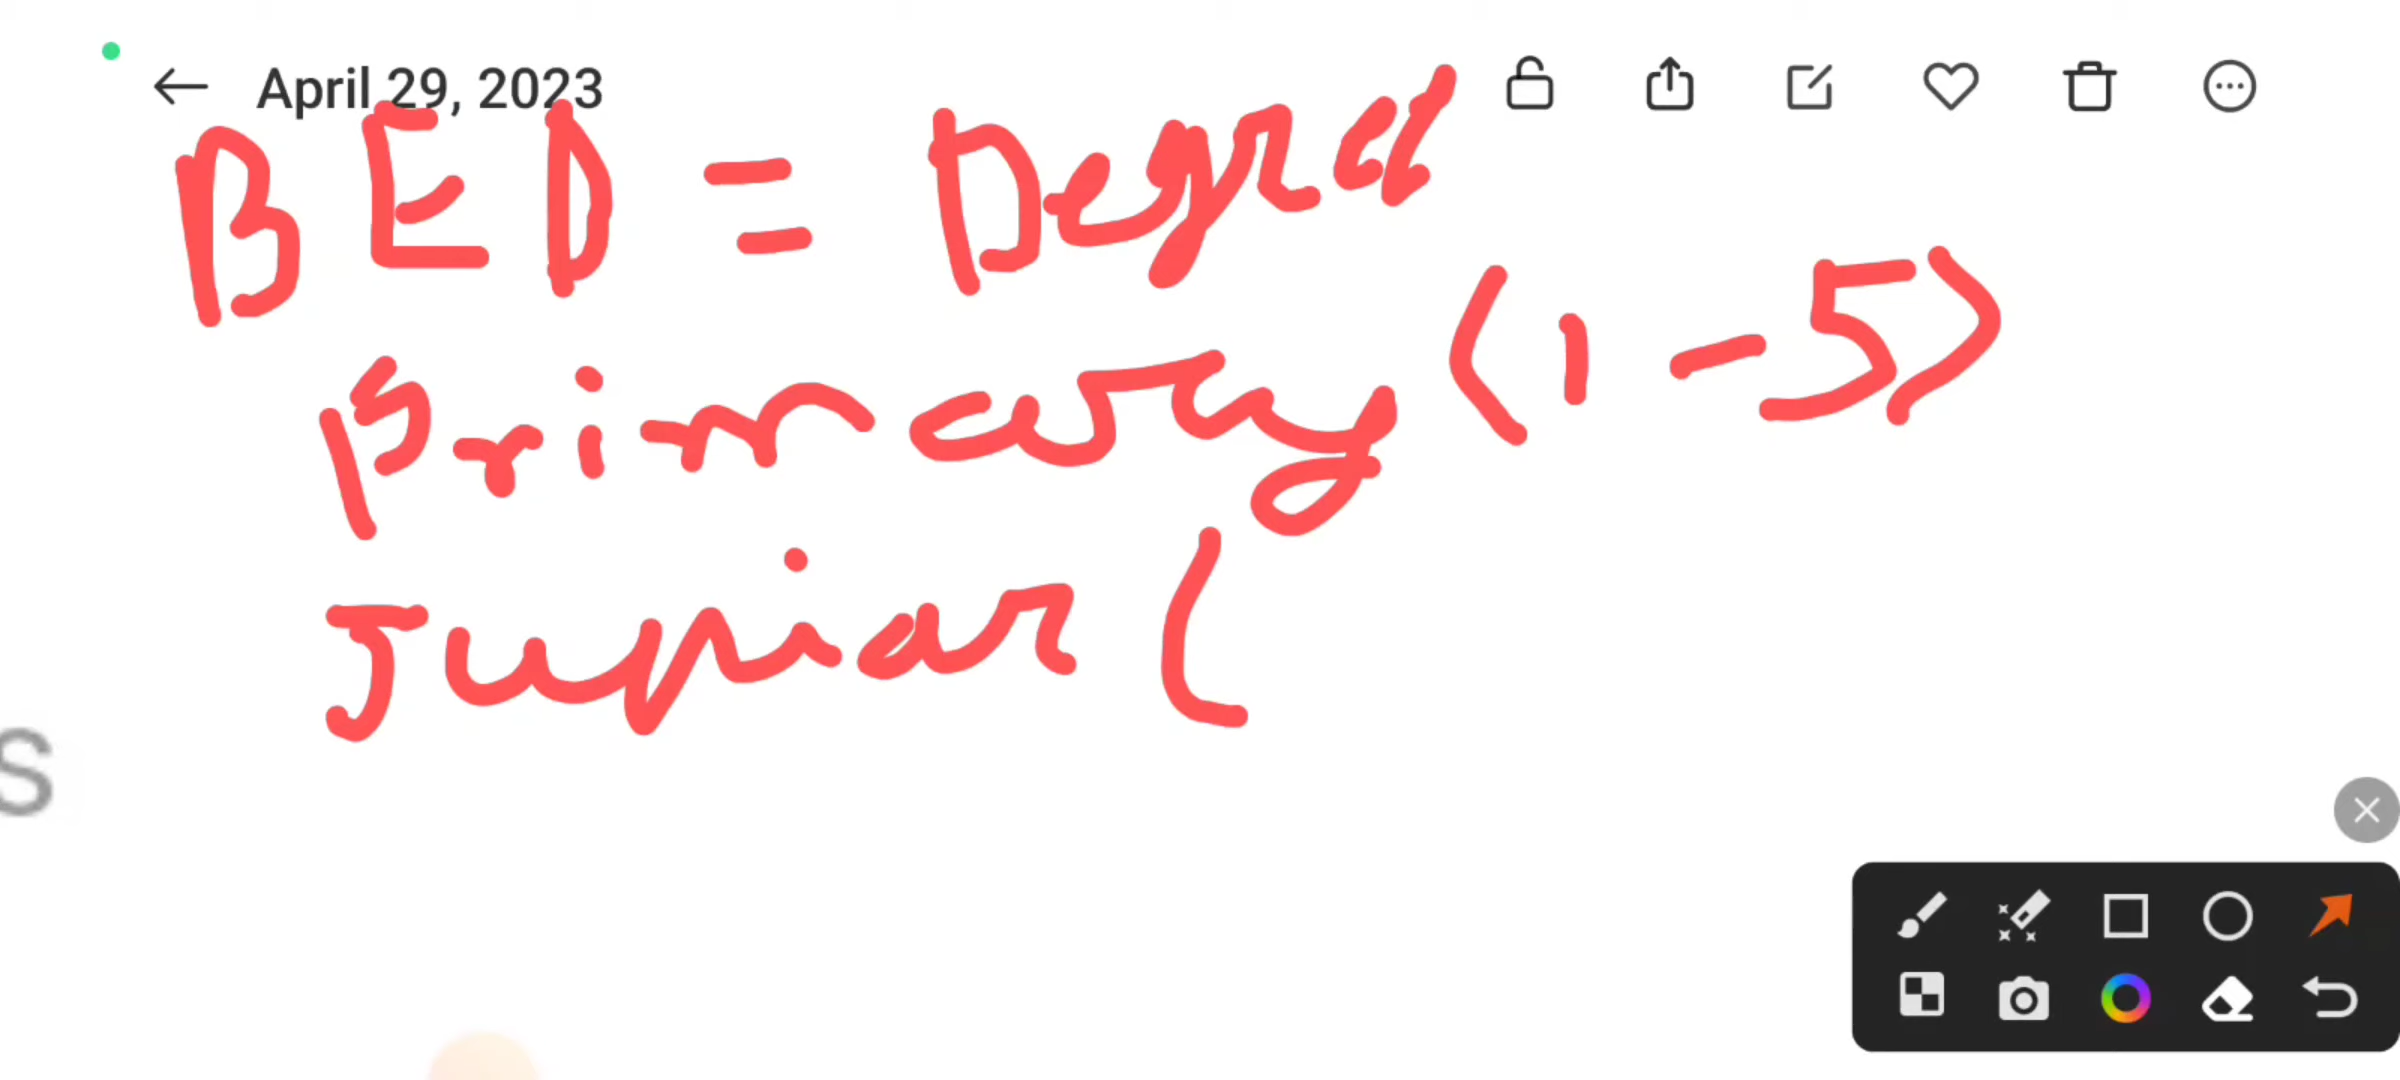 April 29, 2023
BED = Degree
Primary (1-5)
Junior (
S